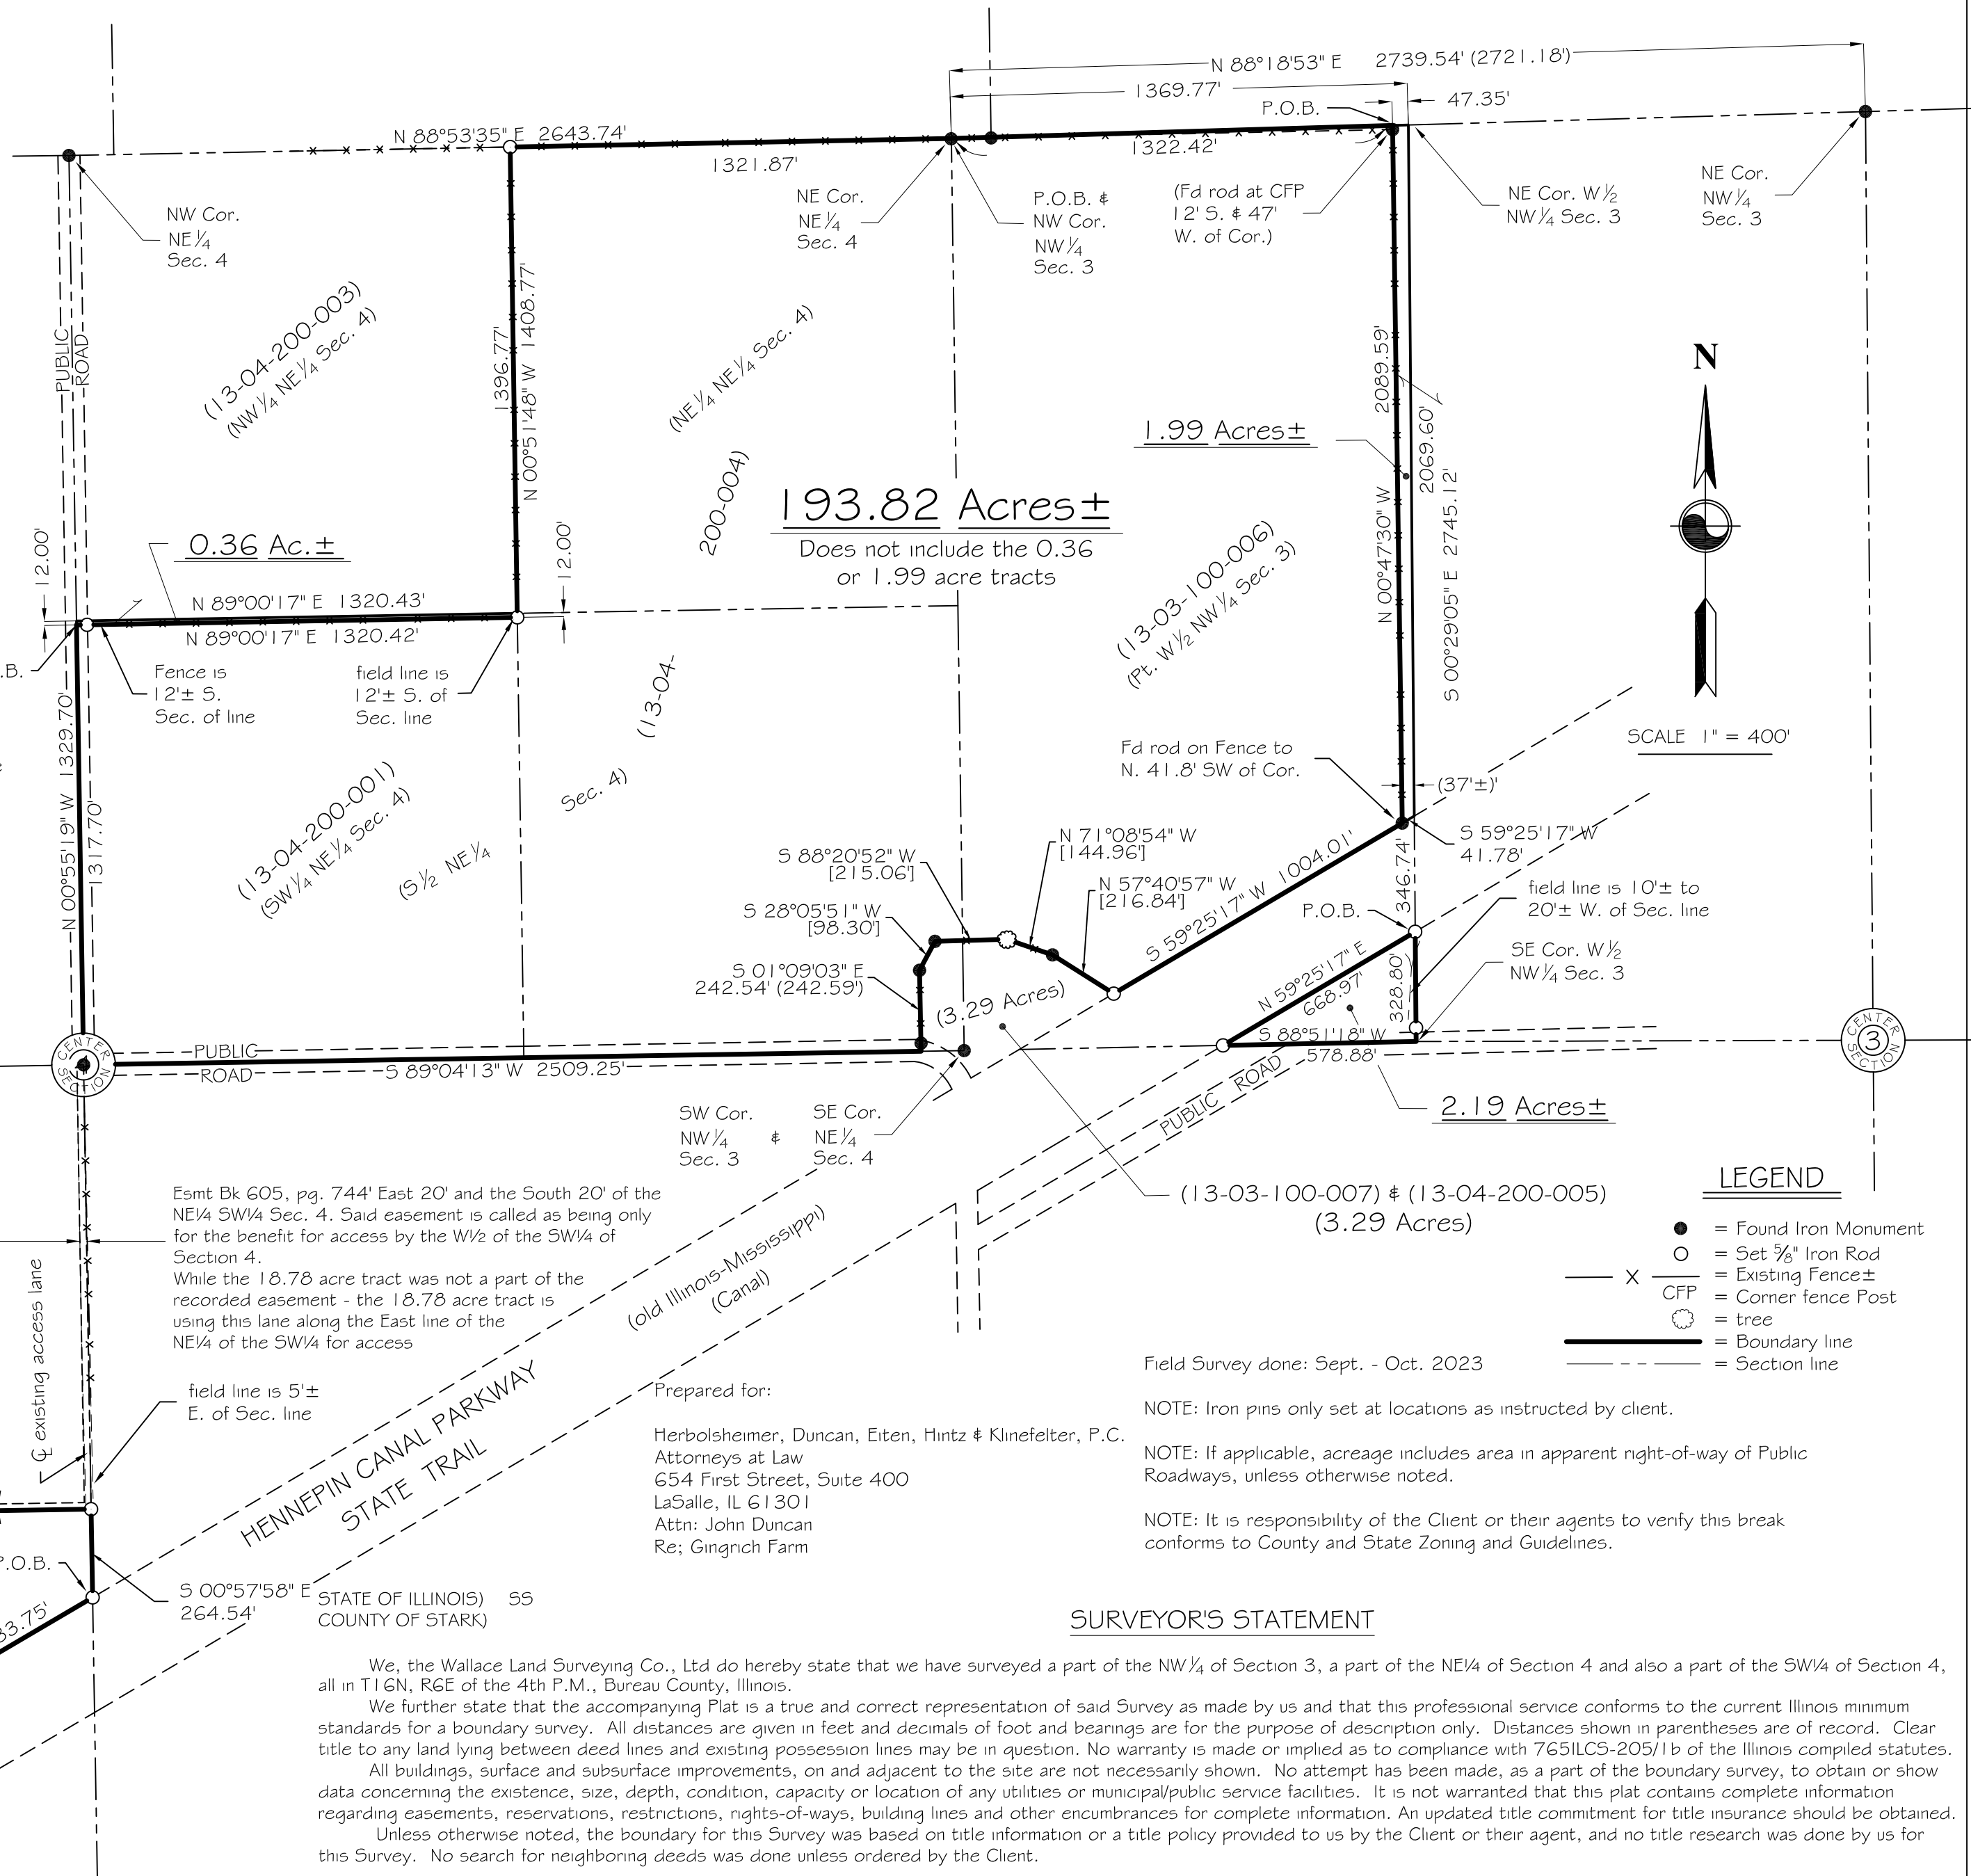 N 88°18'53" E 2739.54' (2721.18')
1369.77'
P.O.B.
47.35'
N 88°53'35" E 2643.74'
1321.87'
1322.42'
NW Cor.
NE¼
Sec. 4
NE Cor.
NE¼
Sec. 4
P.O.B. &
NW Cor.
NW¼
Sec. 3
(Fd rod at CFP
12' S. & 47'
W. of Cor.)
NE Cor. W½
NW¼ Sec. 3
NE Cor.
NW¼
Sec. 3
PUBLIC
ROAD
(13-04-200-003)
(NW¼ NE¼ Sec. 4)
1396.77'
N 00°51'48" W 1408.77'
(NE¼ NE¼ Sec. 4)
200-004)
193.82 Acres±
Does not include the 0.36
or 1.99 acre tracts
1.99 Acres±
2089.59'
N 00°47'30" W
2069.60'
S 00°29'05" E 2745.12'
(13-03-100-006)
(Pt. W½ NW¼ Sec. 3)
N
SCALE 1" = 400'
12.00'
0.36 Ac.±
12.00'
N 89°00'17" E 1320.43'
N 89°00'17" E 1320.42'
.B.
Fence is
12'± S.
Sec. of line
field line is
12'± S. of
Sec. line
(13-04-
Sec. 4)
N 00°55'19" W 1329.70'
1317.70'
(13-04-200-001)
(SW¼ NE¼ Sec. 4)
(S½ NE¼
Fd rod on Fence to
N. 41.8' SW of Cor.
(37'±)'
S 59°25'17" W
41.78'
S 88°20'52" W
[215.06']
N 71°08'54" W
[144.96']
N 57°40'57" W
[216.84']
S 28°05'51" W
[98.30']
S 01°09'03" E
242.54' (242.59')
S 59°25'17" W 1004.01'
346.74'
P.O.B.
field line is 10'± to
20'± W. of Sec. line
(3.29 Acres)
N 59°25'17" E
668.97'
328.80'
SE Cor. W½
NW¼ Sec. 3
S 88°51'18" W
578.88'
CENTER
4
SECTION
CENTER
3
SECTION
PUBLIC
ROAD
S 89°04'13" W 2509.25'
SW Cor.
NW¼ &
Sec. 3
SE Cor.
NE¼
Sec. 4
PUBLIC ROAD
2.19 Acres±
(13-03-100-007) & (13-04-200-005)
(3.29 Acres)
Esmt Bk 605, pg. 744' East 20' and the South 20' of the
NE¼ SW¼ Sec. 4. Said easement is called as being only
for the benefit for access by the W½ of the SW¼ of
Section 4.
While the 18.78 acre tract was not a part of the
recorded easement - the 18.78 acre tract is
using this lane along the East line of the
NE¼ of the SW¼ for access
(old Illinois-Mississippi)
(Canal)
HENNEPIN CANAL PARKWAY
STATE TRAIL
℄ existing access lane
field line is 5'±
E. of Sec. line
P.O.B.
33.75'
S 00°57'58" E
264.54'
LEGEND
= Found Iron Monument
= Set ⅝" Iron Rod
X = Existing Fence±
CFP = Corner fence Post
= tree
= Boundary line
= Section line
Prepared for:
Herbolsheimer, Duncan, Eiten, Hintz & Klinefelter, P.C.
Attorneys at Law
654 First Street, Suite 400
LaSalle, IL 61301
Attn: John Duncan
Re; Gingrich Farm
Field Survey done: Sept. - Oct. 2023
NOTE: Iron pins only set at locations as instructed by client.
NOTE: If applicable, acreage includes area in apparent right-of-way of Public
Roadways, unless otherwise noted.
NOTE: It is responsibility of the Client or their agents to verify this break
conforms to County and State Zoning and Guidelines.
STATE OF ILLINOIS) SS
COUNTY OF STARK)
SURVEYOR'S STATEMENT
We, the Wallace Land Surveying Co., Ltd do hereby state that we have surveyed a part of the NW¼ of Section 3, a part of the NE¼ of Section 4 and also a part of the SW¼ of Section 4,
all in T16N, R6E of the 4th P.M., Bureau County, Illinois.
We further state that the accompanying Plat is a true and correct representation of said Survey as made by us and that this professional service conforms to the current Illinois minimum
standards for a boundary survey. All distances are given in feet and decimals of foot and bearings are for the purpose of description only. Distances shown in parentheses are of record. Clear
title to any land lying between deed lines and existing possession lines may be in question. No warranty is made or implied as to compliance with 765ILCS-205/1b of the Illinois compiled statutes.
All buildings, surface and subsurface improvements, on and adjacent to the site are not necessarily shown. No attempt has been made, as a part of the boundary survey, to obtain or show
data concerning the existence, size, depth, condition, capacity or location of any utilities or municipal/public service facilities. It is not warranted that this plat contains complete information
regarding easements, reservations, restrictions, rights-of-ways, building lines and other encumbrances for complete information. An updated title commitment for title insurance should be obtained.
Unless otherwise noted, the boundary for this Survey was based on title information or a title policy provided to us by the Client or their agent, and no title research was done by us for
this Survey. No search for neighboring deeds was done unless ordered by the Client.